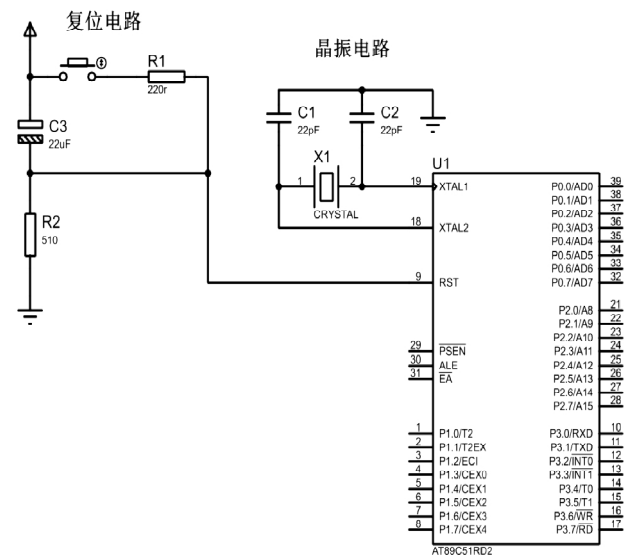 复位电路
晶振电路
R1
220r
C3
22uF
R2
510
C1
22pF
C2
22pF
X1
1
2
CRYSTAL
U1
19 XTAL1
18 XTAL2
9 RST
29 PSEN
30 ALE
31 EA
1 P1.0/T2
2 P1.1/T2EX
3 P1.2/ECI
4 P1.3/CEX0
5 P1.4/CEX1
6 P1.5/CEX2
7 P1.6/CEX3
8 P1.7/CEX4
P0.0/AD0 39
P0.1/AD1 38
P0.2/AD2 37
P0.3/AD3 36
P0.4/AD4 35
P0.5/AD5 34
P0.6/AD6 33
P0.7/AD7 32
P2.0/A8 21
P2.1/A9 22
P2.2/A10 23
P2.3/A11 24
P2.4/A12 25
P2.5/A13 26
P2.6/A14 27
P2.7/A15 28
P3.0/RXD 10
P3.1/TXD 11
P3.2/INT0 12
P3.3/INT1 13
P3.4/T0 14
P3.5/T1 15
P3.6/WR 16
P3.7/RD 17
AT89C51RD2